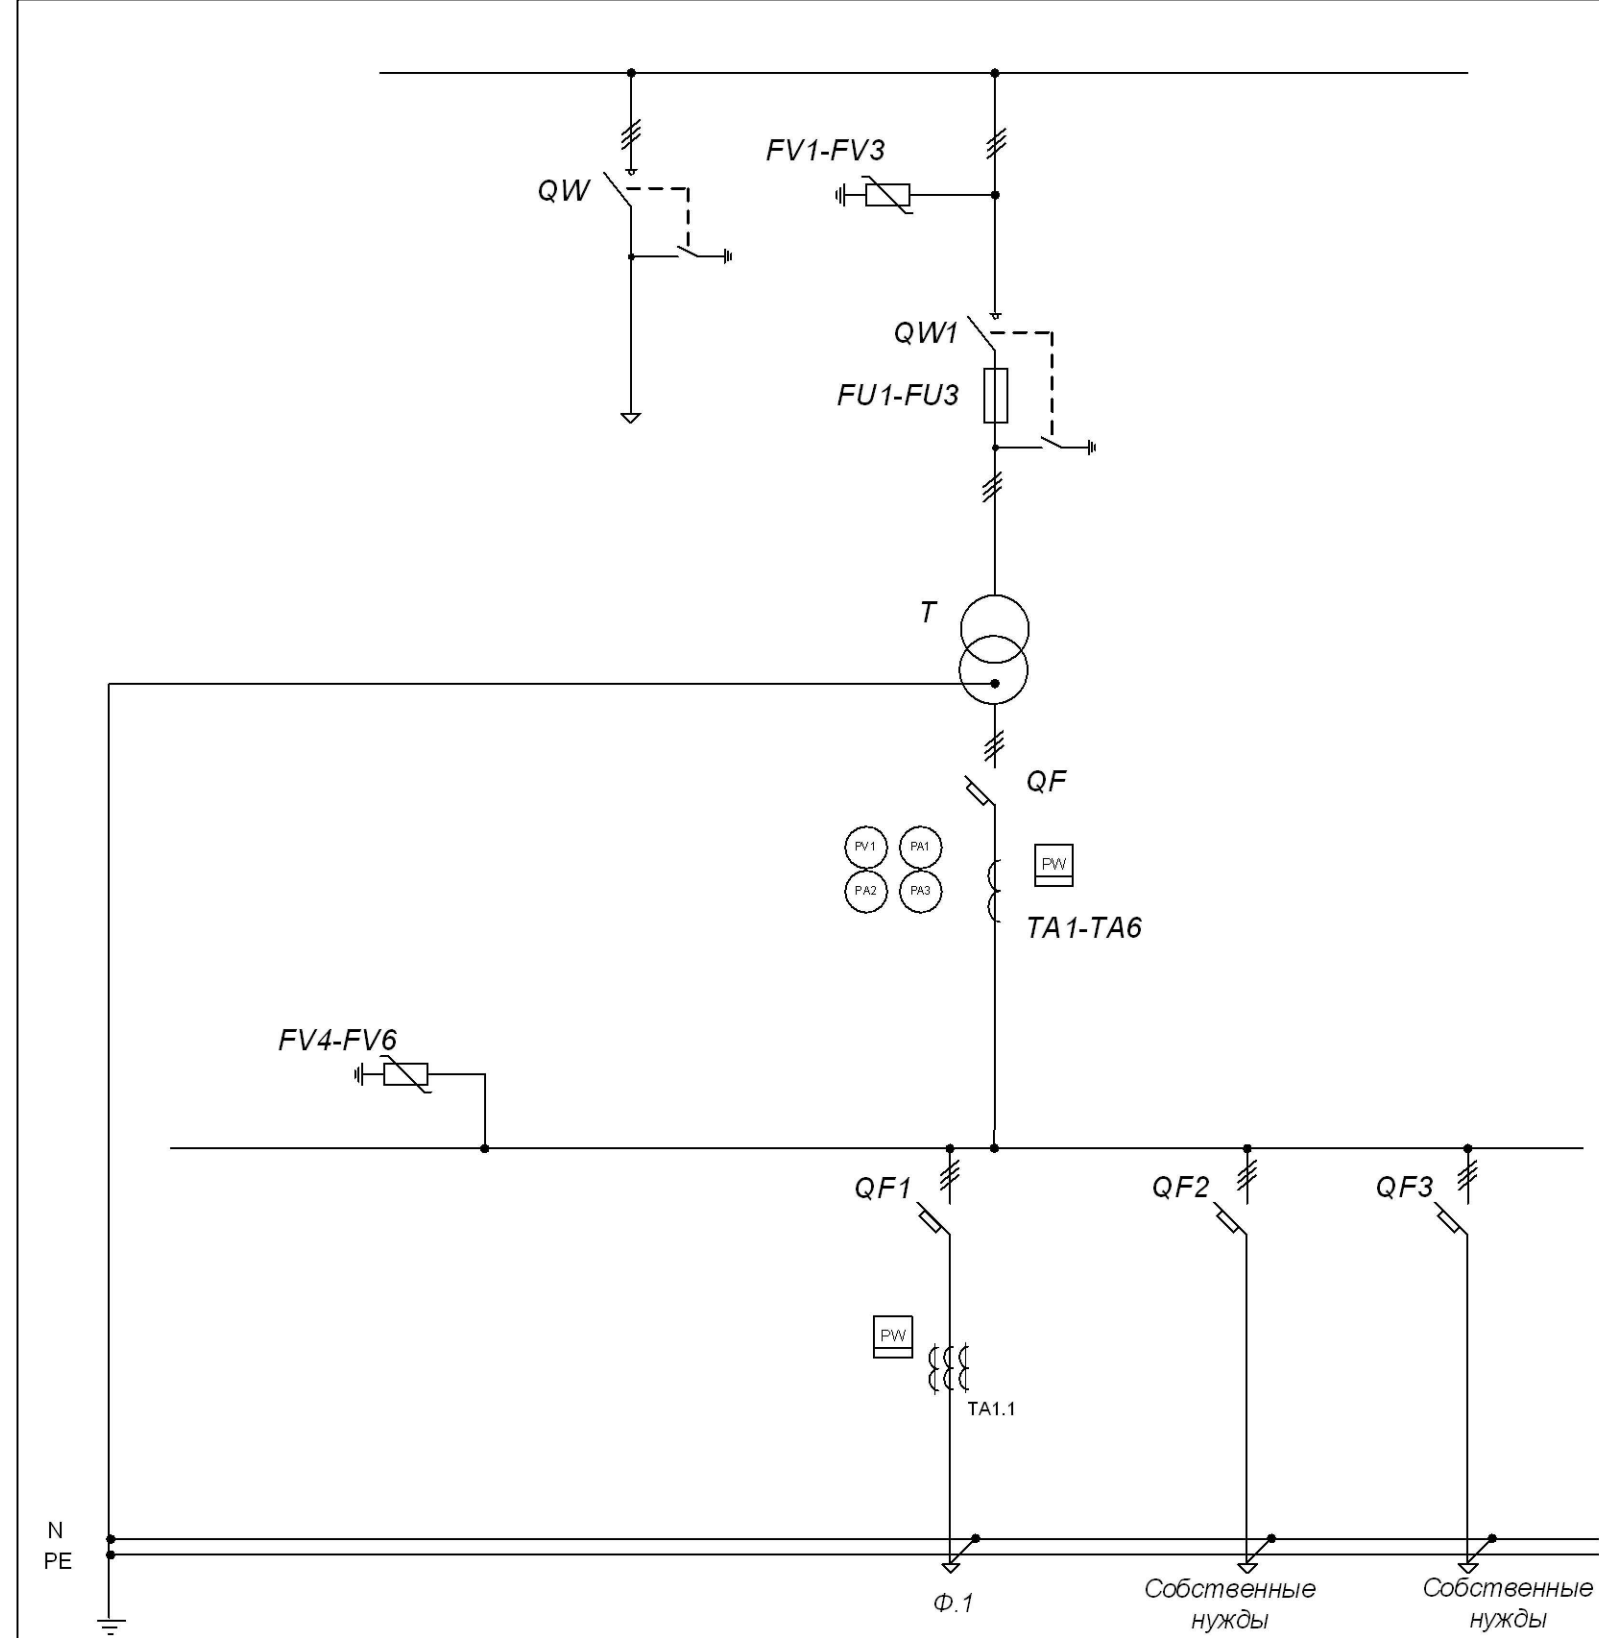 FV1-FV3
QW
QW1
FU1-FU3
T
QF
PV1
PA1
PW
PA2
PA3
TA1-TA6
FV4-FV6
QF1
QF2
QF3
PW
TA1.1
N
PE
Ф.1
Собственные
нужды
Собственные
нужды